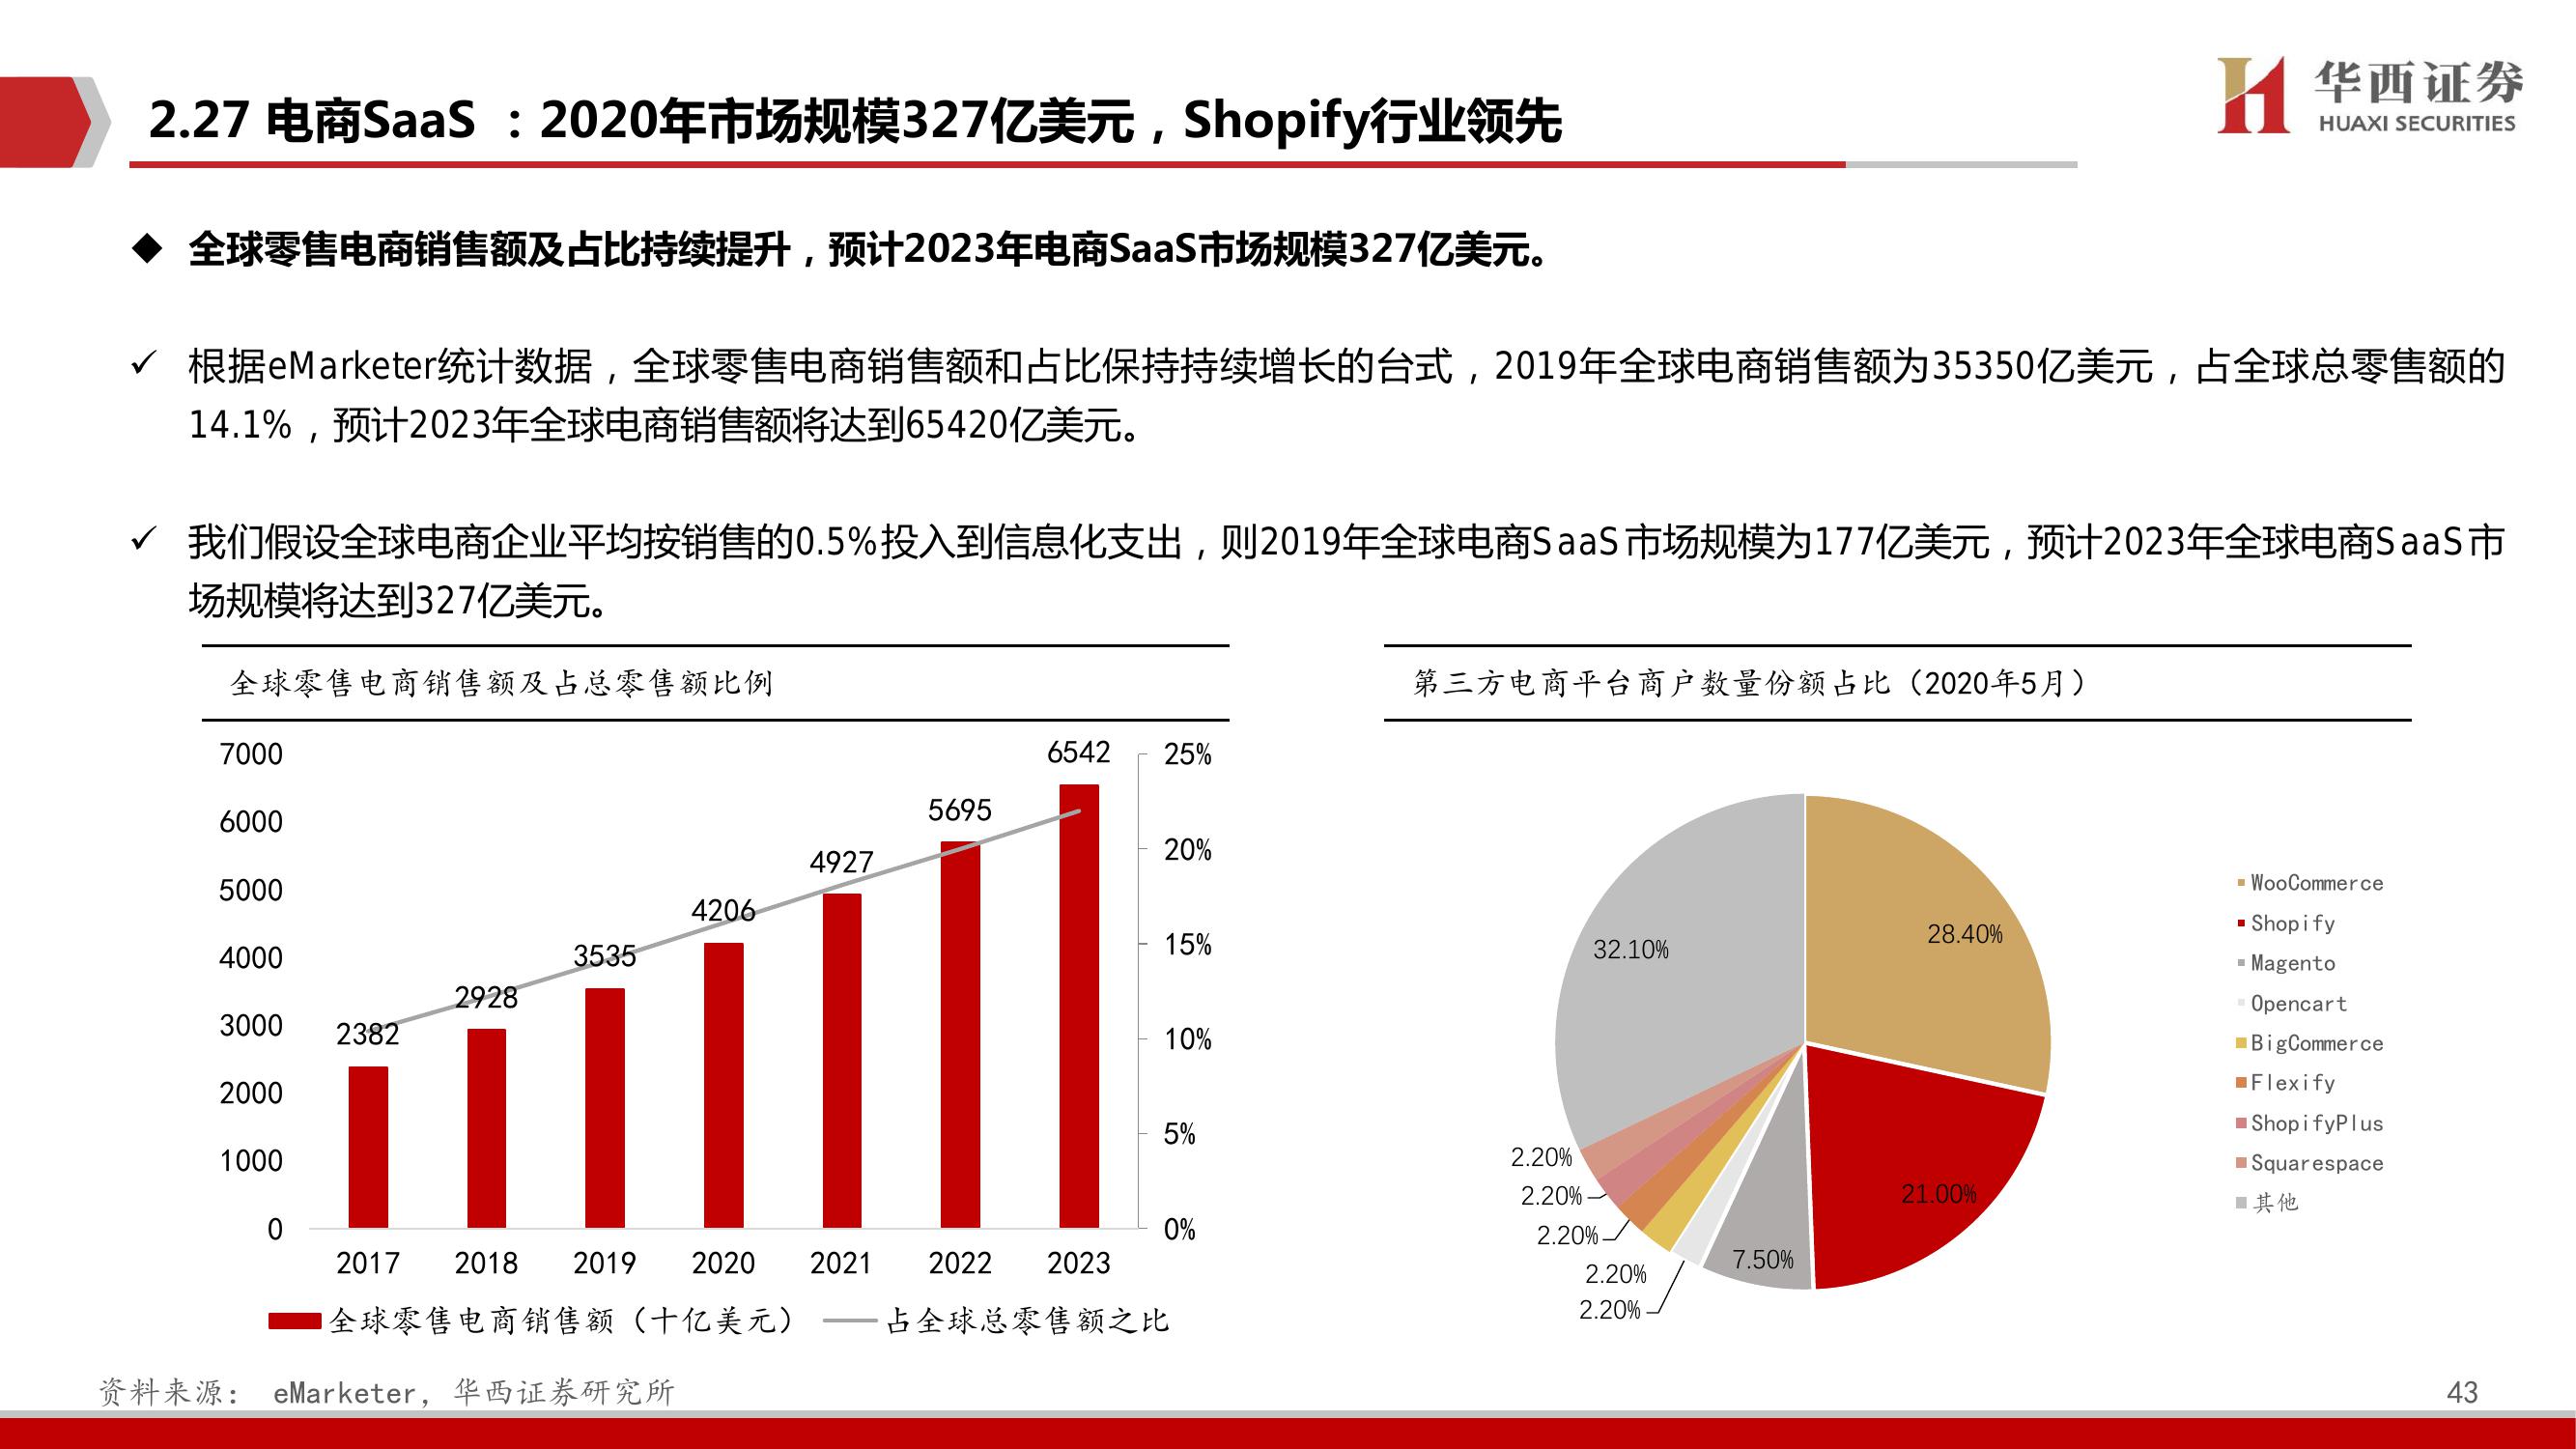 华西证券
HUAXI SECURITIES
2.27 电商SaaS ：2020年市场规模327亿美元，Shopify行业领先
◆ 全球零售电商销售额及占比持续提升，预计2023年电商SaaS市场规模327亿美元。
✓ 根据eMarketer统计数据，全球零售电商销售额和占比保持持续增长的台式，2019年全球电商销售额为35350亿美元，占全球总零售额的
14.1%，预计2023年全球电商销售额将达到65420亿美元。
✓ 我们假设全球电商企业平均按销售的0.5%投入到信息化支出，则2019年全球电商SaaS市场规模为177亿美元，预计2023年全球电商SaaS市
场规模将达到327亿美元。
全球零售电商销售额及占总零售额比例
7000
6000
5000
4000
3000
2000
1000
0
2382
2928
3535
4206
4927
5695
6542
25%
20%
15%
10%
5%
0%
2017 2018 2019 2020 2021 2022 2023
全球零售电商销售额（十亿美元） 占全球总零售额之比
第三方电商平台商户数量份额占比（2020年5月）
28.40%
21.00%
7.50%
2.20%
2.20%
2.20%
2.20%
2.20%
32.10%
WooCommerce
Shopify
Magento
Opencart
BigCommerce
Flexify
ShopifyPlus
Squarespace
其他
资料来源： eMarketer，华西证券研究所
43